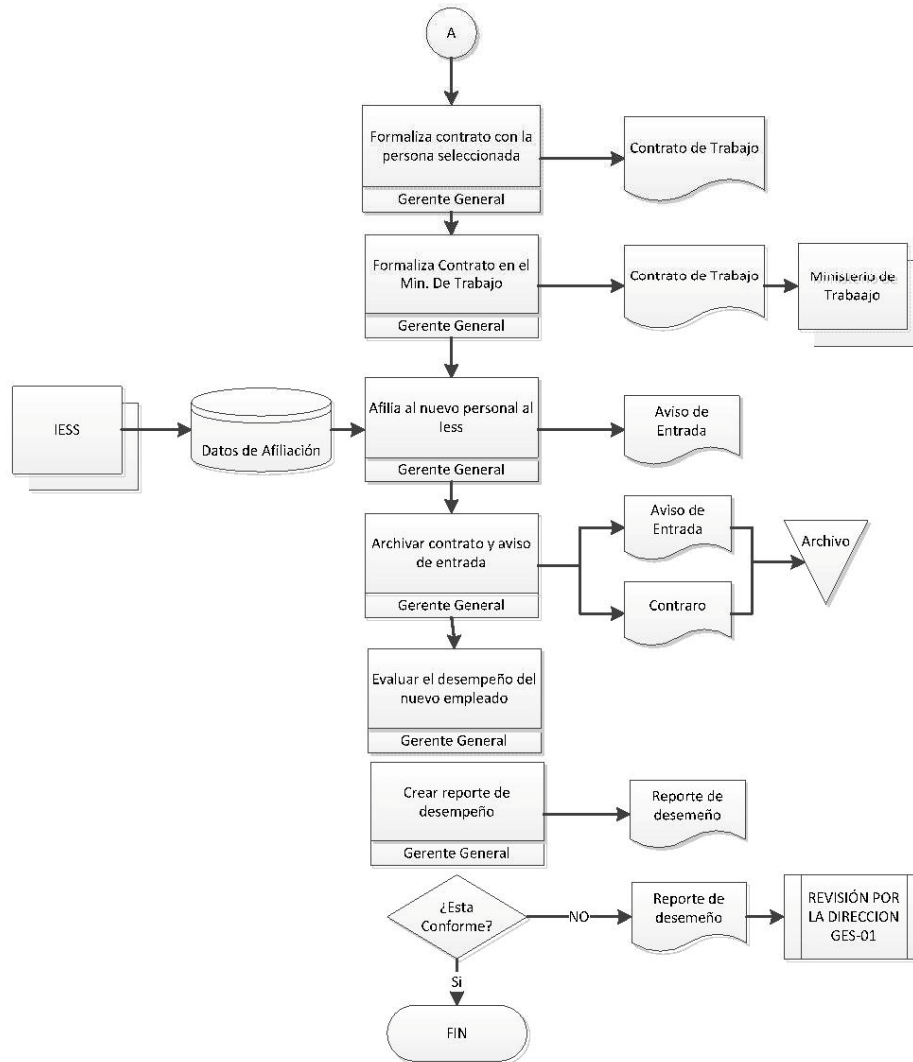 A
Formaliza contrato con la
persona seleccionada
Gerente General
Contrato de Trabajo
Formaliza Contrato en el
Min. De Trabajo
Gerente General
Contrato de Trabajo
Ministerio de
Trabaajo
IESS
Datos de Afiliación
Afilia al nuevo personal al
Iess
Gerente General
Aviso de
Entrada
Archivar contrato y aviso
de entrada
Gerente General
Aviso de
Entrada
Contraro
Archivo
Evaluar el desempeño del
nuevo empleado
Gerente General
Crear reporte de
desempeño
Gerente General
Reporte de
desemeño
¿Esta
Conforme?
NO
Reporte de
desemeño
REVISIÓN POR
LA DIRECCION
GES-01
Si
FIN